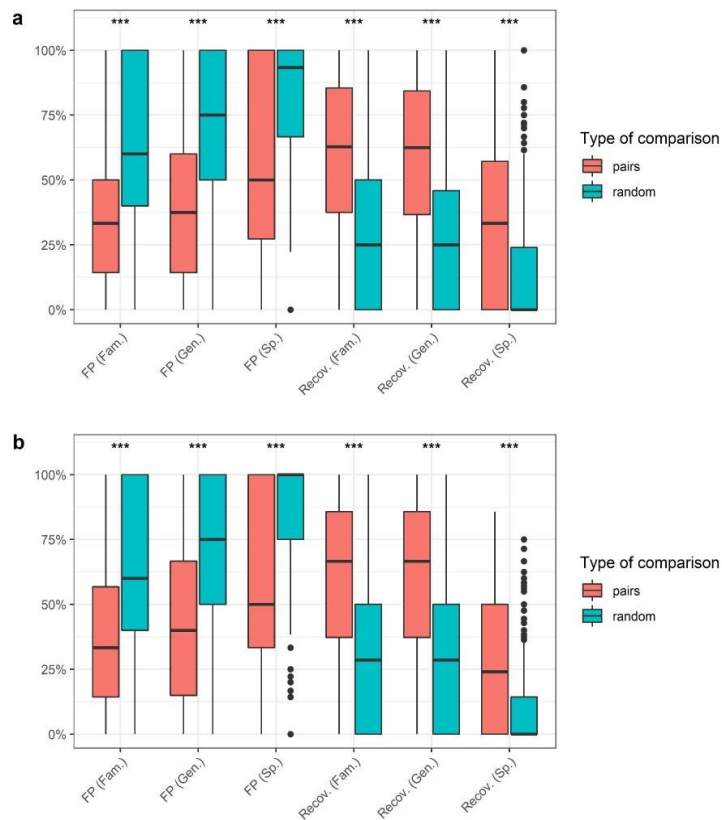 a
*** *** *** *** *** ***
100%
75%
50%
25%
0%
FP (Fam.)
FP (Gen.)
FP (Sp.)
Recov. (Fam.)
Recov. (Gen.)
Recov. (Sp.)
Type of comparison
pairs
random
b
*** *** *** *** *** ***
100%
75%
50%
25%
0%
FP (Fam.)
FP (Gen.)
FP (Sp.)
Recov. (Fam.)
Recov. (Gen.)
Recov. (Sp.)
Type of comparison
pairs
random